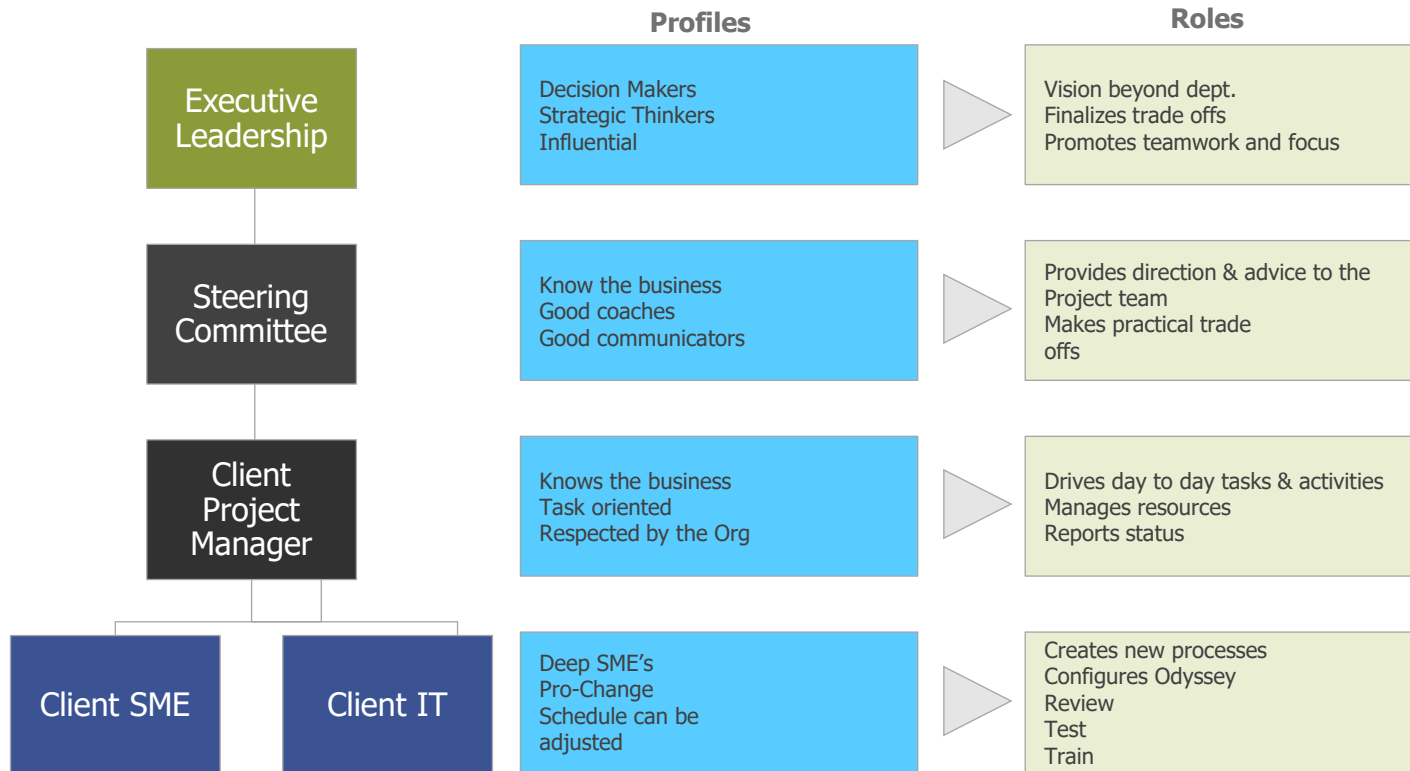 Profiles
Roles
Executive
Leadership
Decision Makers
Strategic Thinkers
Influential
Vision beyond dept.
Finalizes trade offs
Promotes teamwork and focus
Steering
Committee
Know the business
Good coaches
Good communicators
Provides direction & advice to the
Project team
Makes practical trade
offs
Client
Project
Manager
Knows the business
Task oriented
Respected by the Org
Drives day to day tasks & activities
Manages resources
Reports status
Client SME
Client IT
Deep SME’s
Pro-Change
Schedule can be
adjusted
Creates new processes
Configures Odyssey
Review
Test
Train